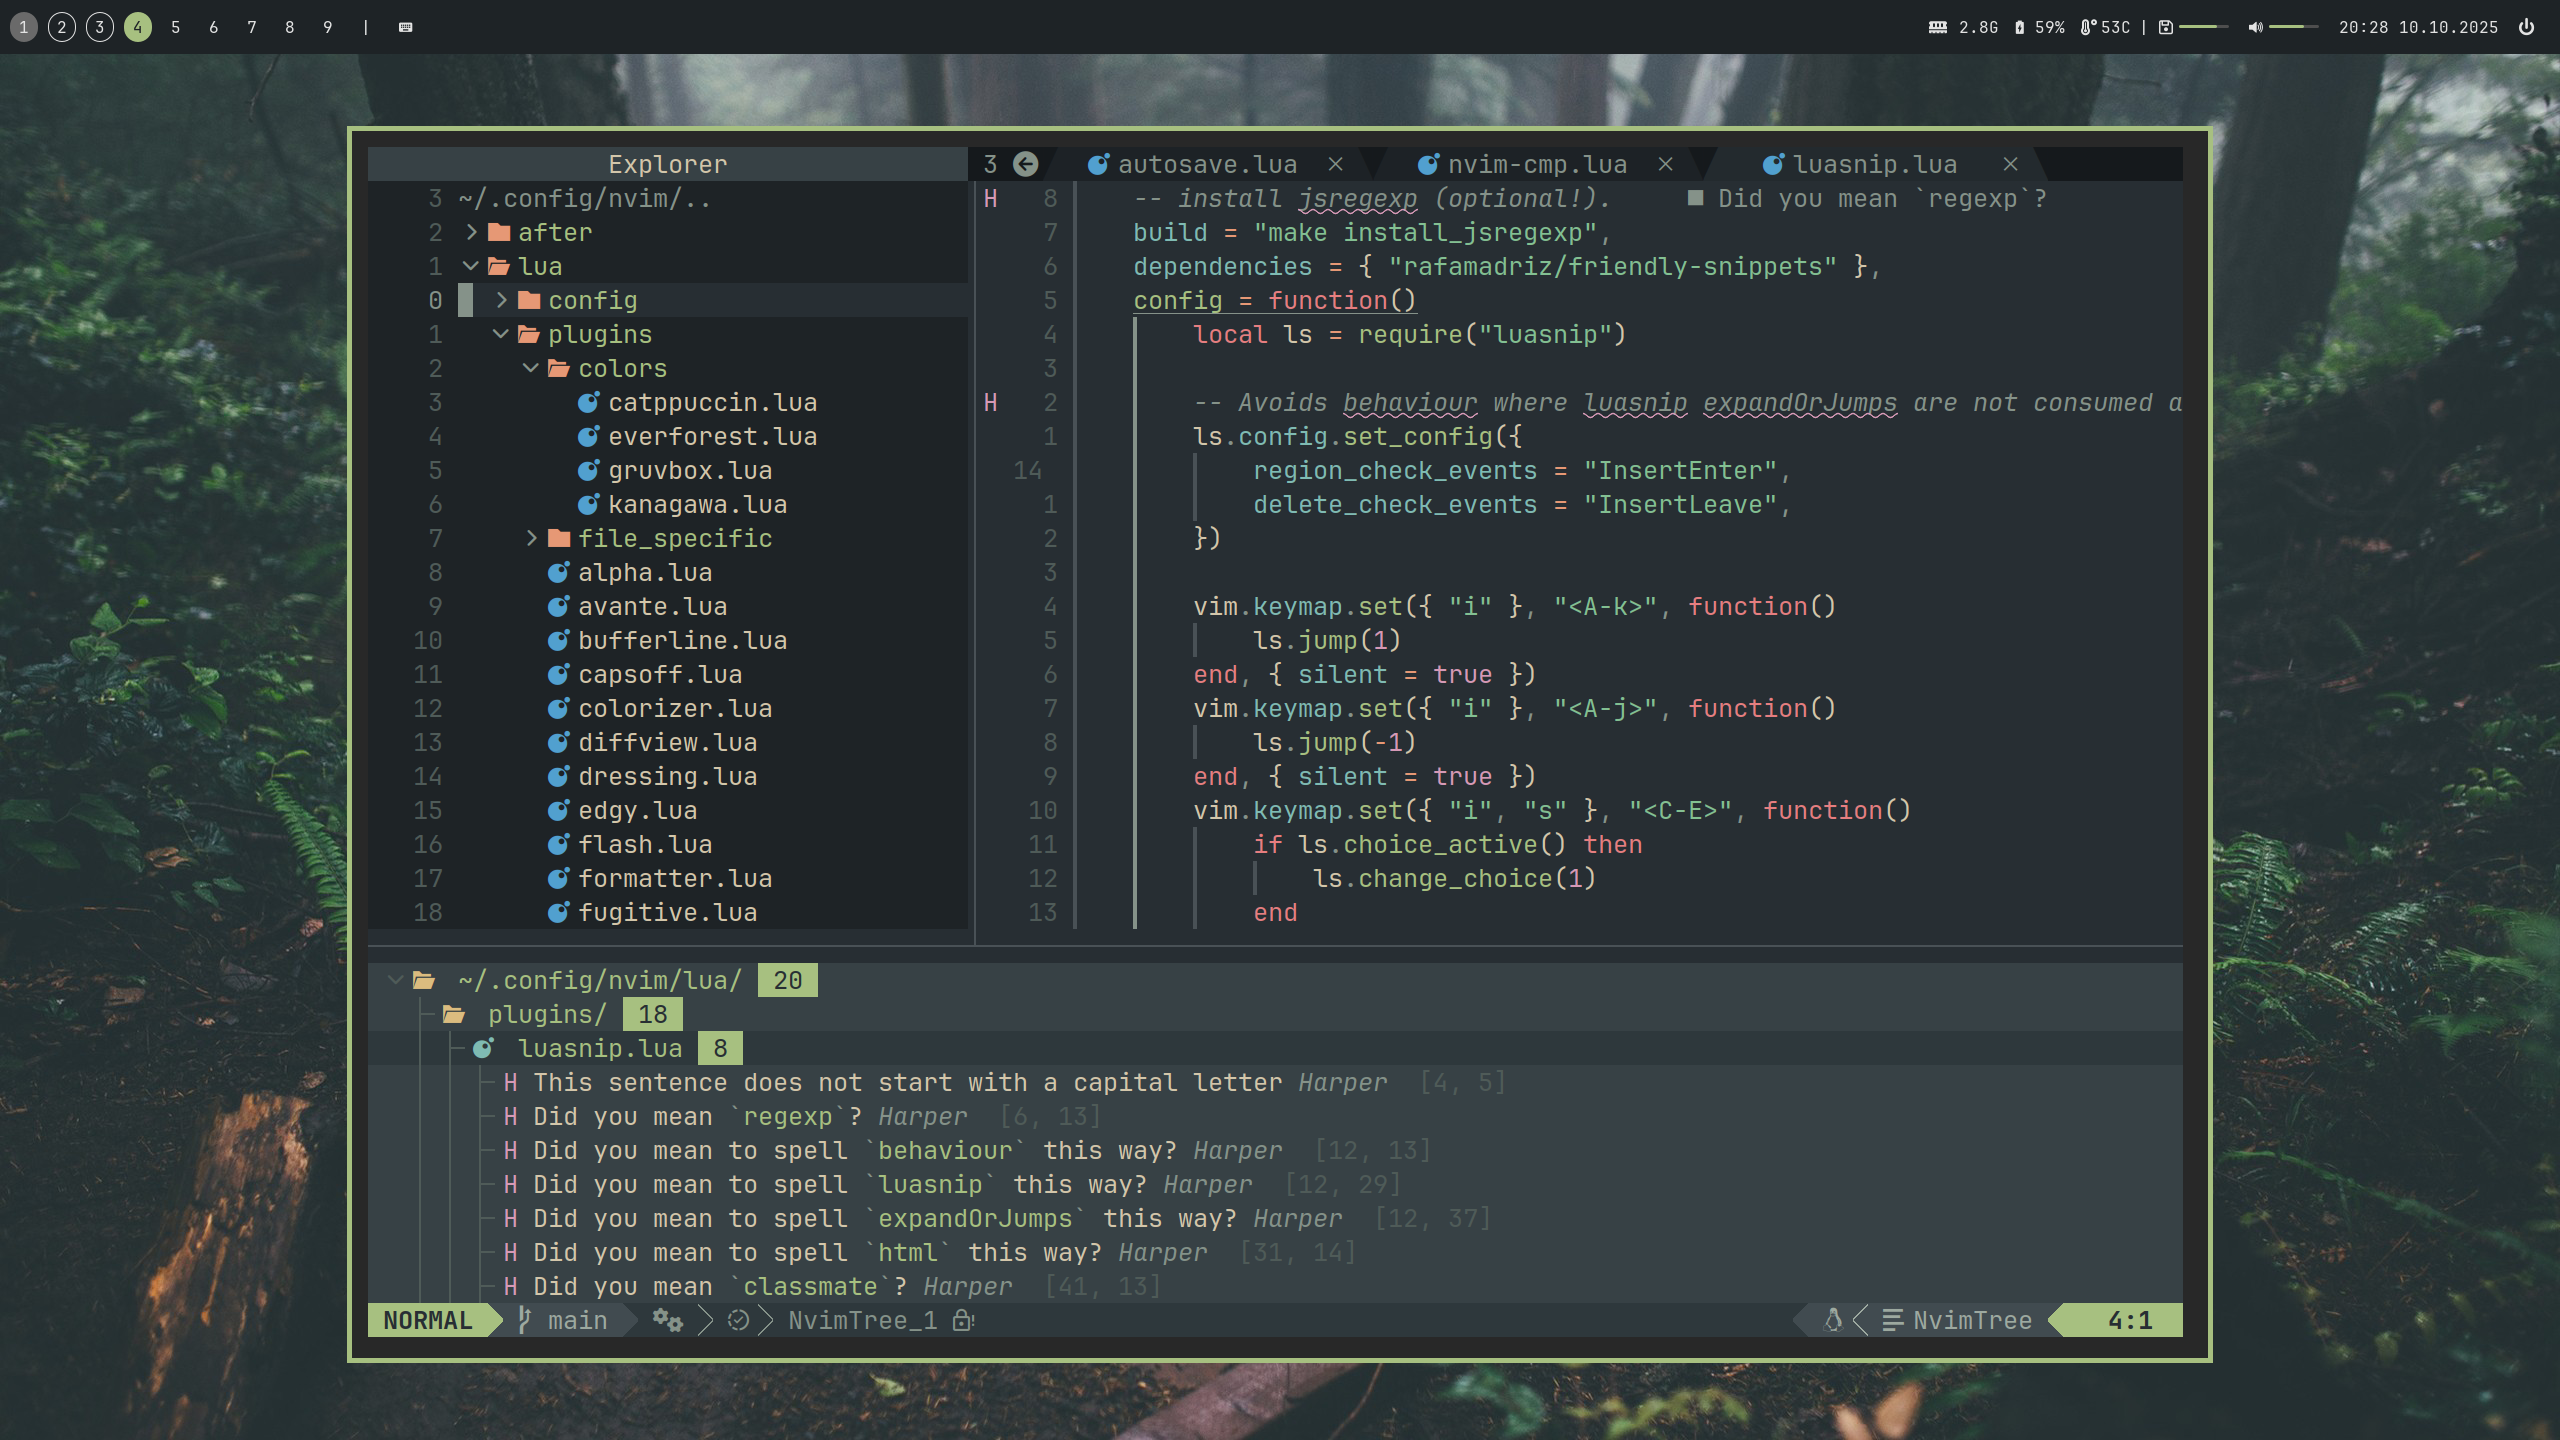 1 2 3 4 5 6 7 8 9 |
2.8G 59% 53C | 20:28 10.10.2025
Explorer
3 ~/.config/nvim/..
2 after
1 lua
0 config
1 plugins
2 colors
3 catppuccin.lua
4 everforest.lua
5 gruvbox.lua
6 kanagawa.lua
7 file_specific
8 alpha.lua
9 avante.lua
10 bufferline.lua
11 capsoff.lua
12 colorizer.lua
13 diffview.lua
14 dressing.lua
15 edgy.lua
16 flash.lua
17 formatter.lua
18 fugitive.lua
3 autosave.lua × nvim-cmp.lua × luasnip.lua ×
H 8 -- install jsregexp (optional!). ■ Did you mean `regexp`?
7 build = "make install_jsregexp",
6 dependencies = { "rafamadriz/friendly-snippets" },
5 config = function()
4 local ls = require("luasnip")
3
H 2 -- Avoids behaviour where luasnip expandOrJumps are not consumed a
1 ls.config.set_config({
14 region_check_events = "InsertEnter",
1 delete_check_events = "InsertLeave",
2 })
3
4 vim.keymap.set({ "i" }, "<A-k>", function()
5 ls.jump(1)
6 end, { silent = true })
7 vim.keymap.set({ "i" }, "<A-j>", function()
8 ls.jump(-1)
9 end, { silent = true })
10 vim.keymap.set({ "i", "s" }, "<C-E>", function()
11 if ls.choice_active() then
12 ls.change_choice(1)
13 end
~/.config/nvim/lua/ 20
plugins/ 18
luasnip.lua 8
H This sentence does not start with a capital letter Harper [4, 5]
H Did you mean `regexp`? Harper [6, 13]
H Did you mean to spell `behaviour` this way? Harper [12, 13]
H Did you mean to spell `luasnip` this way? Harper [12, 29]
H Did you mean to spell `expandOrJumps` this way? Harper [12, 37]
H Did you mean to spell `html` this way? Harper [31, 14]
H Did you mean `classmate`? Harper [41, 13]
NORMAL main NvimTree_1 NvimTree 4:1